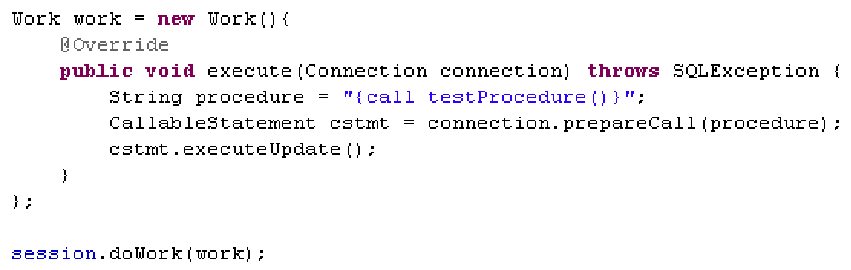 Work work = new Work(){
    @Override
    public void execute(Connection connection) throws SQLException {
        String procedure = "{call testProcedure()}";
        CallableStatement cstmt = connection.prepareCall(procedure);
        cstmt.executeUpdate();
    }
};
session.doWork(work);